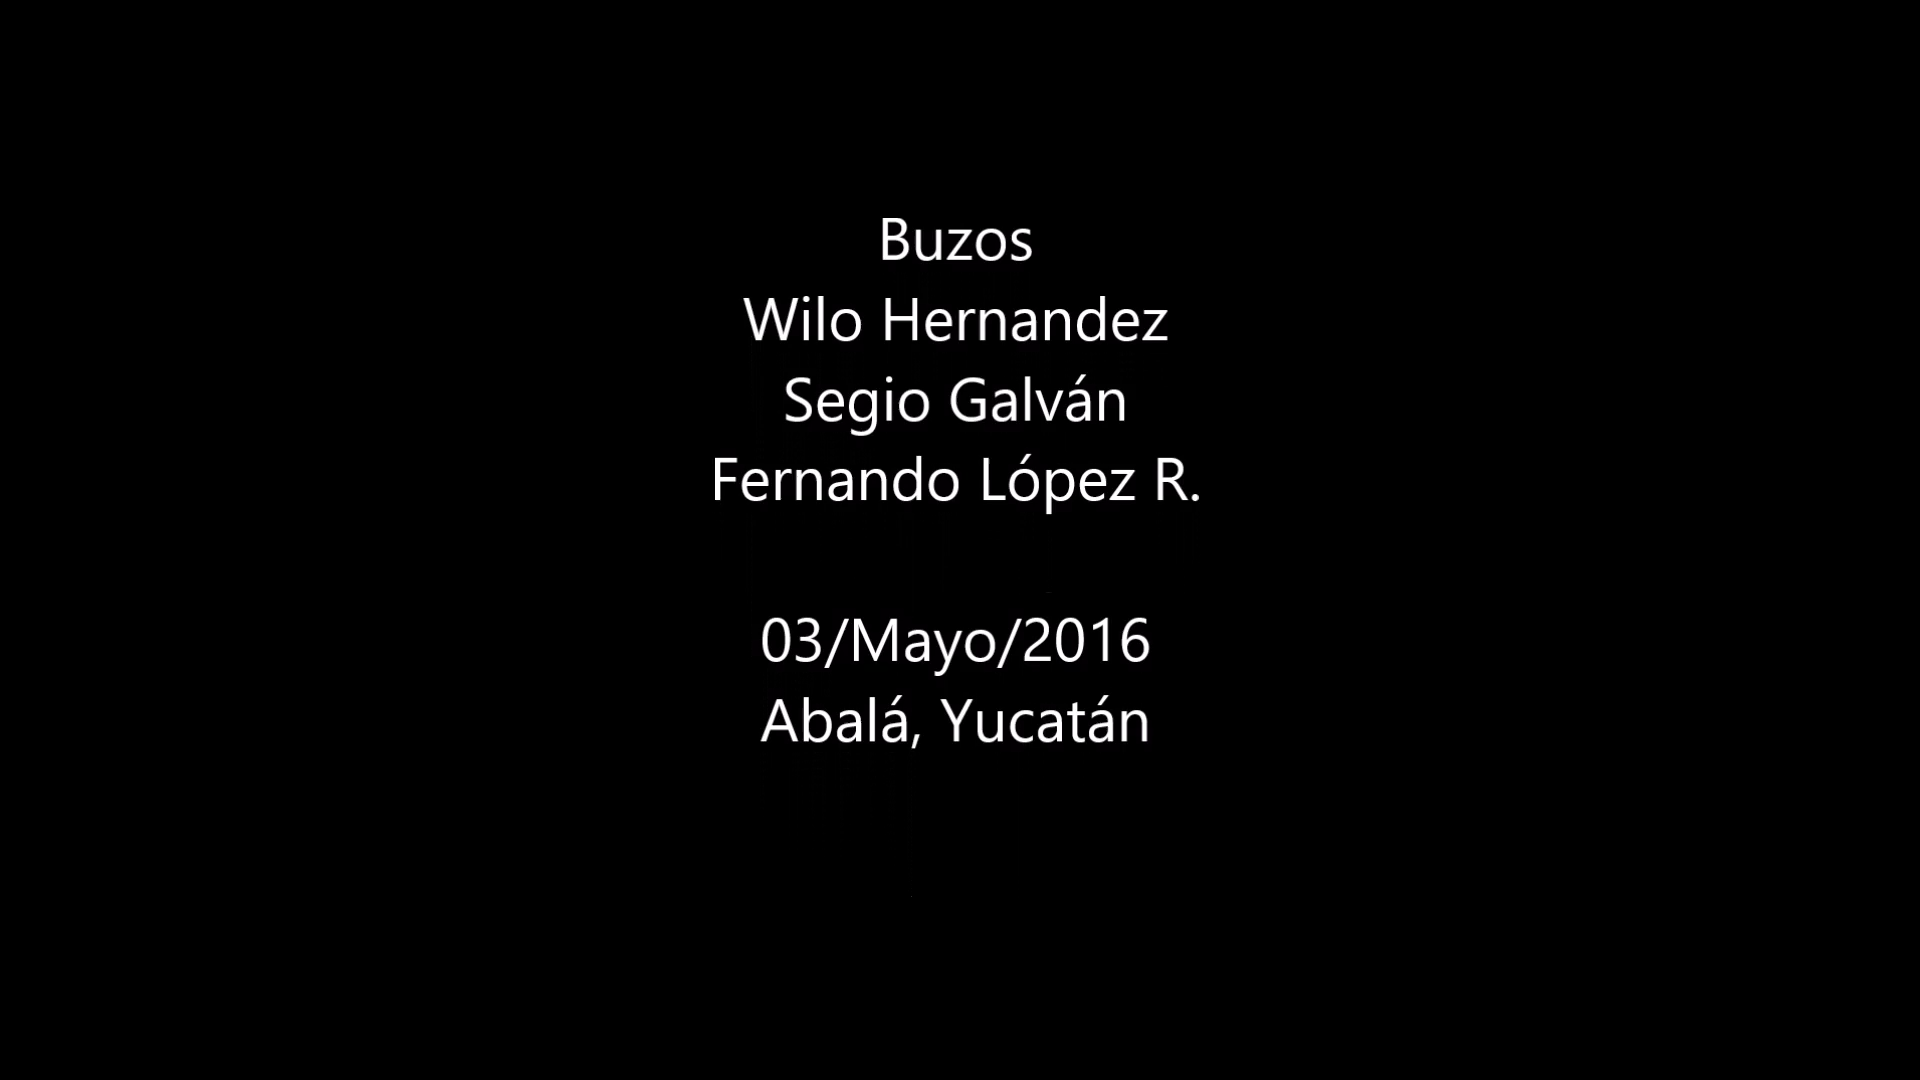 Buzos
Wilo Hernandez
Segio Galván
Fernando López R.
03/Mayo/2016
Abalá, Yucatán